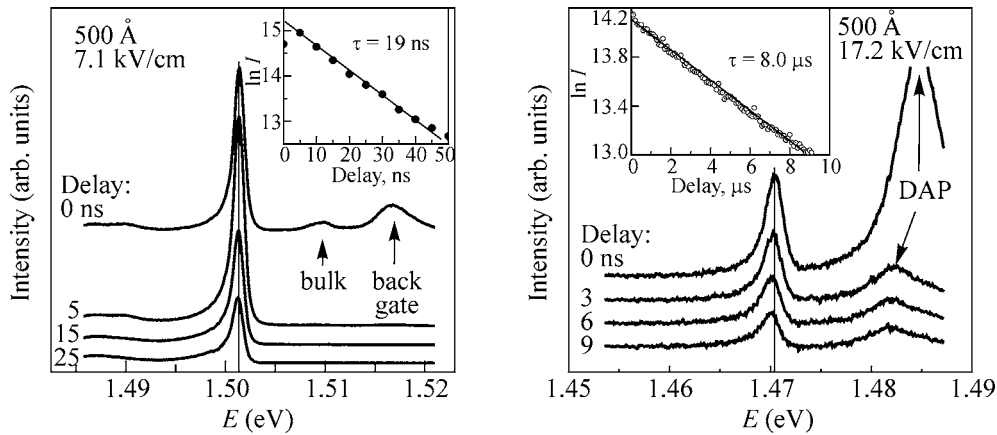 500 Å
7.1 kV/cm
Intensity (arb. units)
Delay:
0 ns
5
15
25
bulk
back
gate
1.49 1.50 1.51 1.52
E (eV)
ln I
15
14
13
12
τ = 19 ns
0 10 20 30 40 50
Delay, ns
500 Å
17.2 kV/cm
Intensity (arb. units)
Delay:
0 ns
3
6
9
DAP
1.45 1.46 1.47 1.48 1.49
E (eV)
ln I
14.2
13.8
13.4
13.0
τ = 8.0 μs
0 2 4 6 8 10
Delay, μs